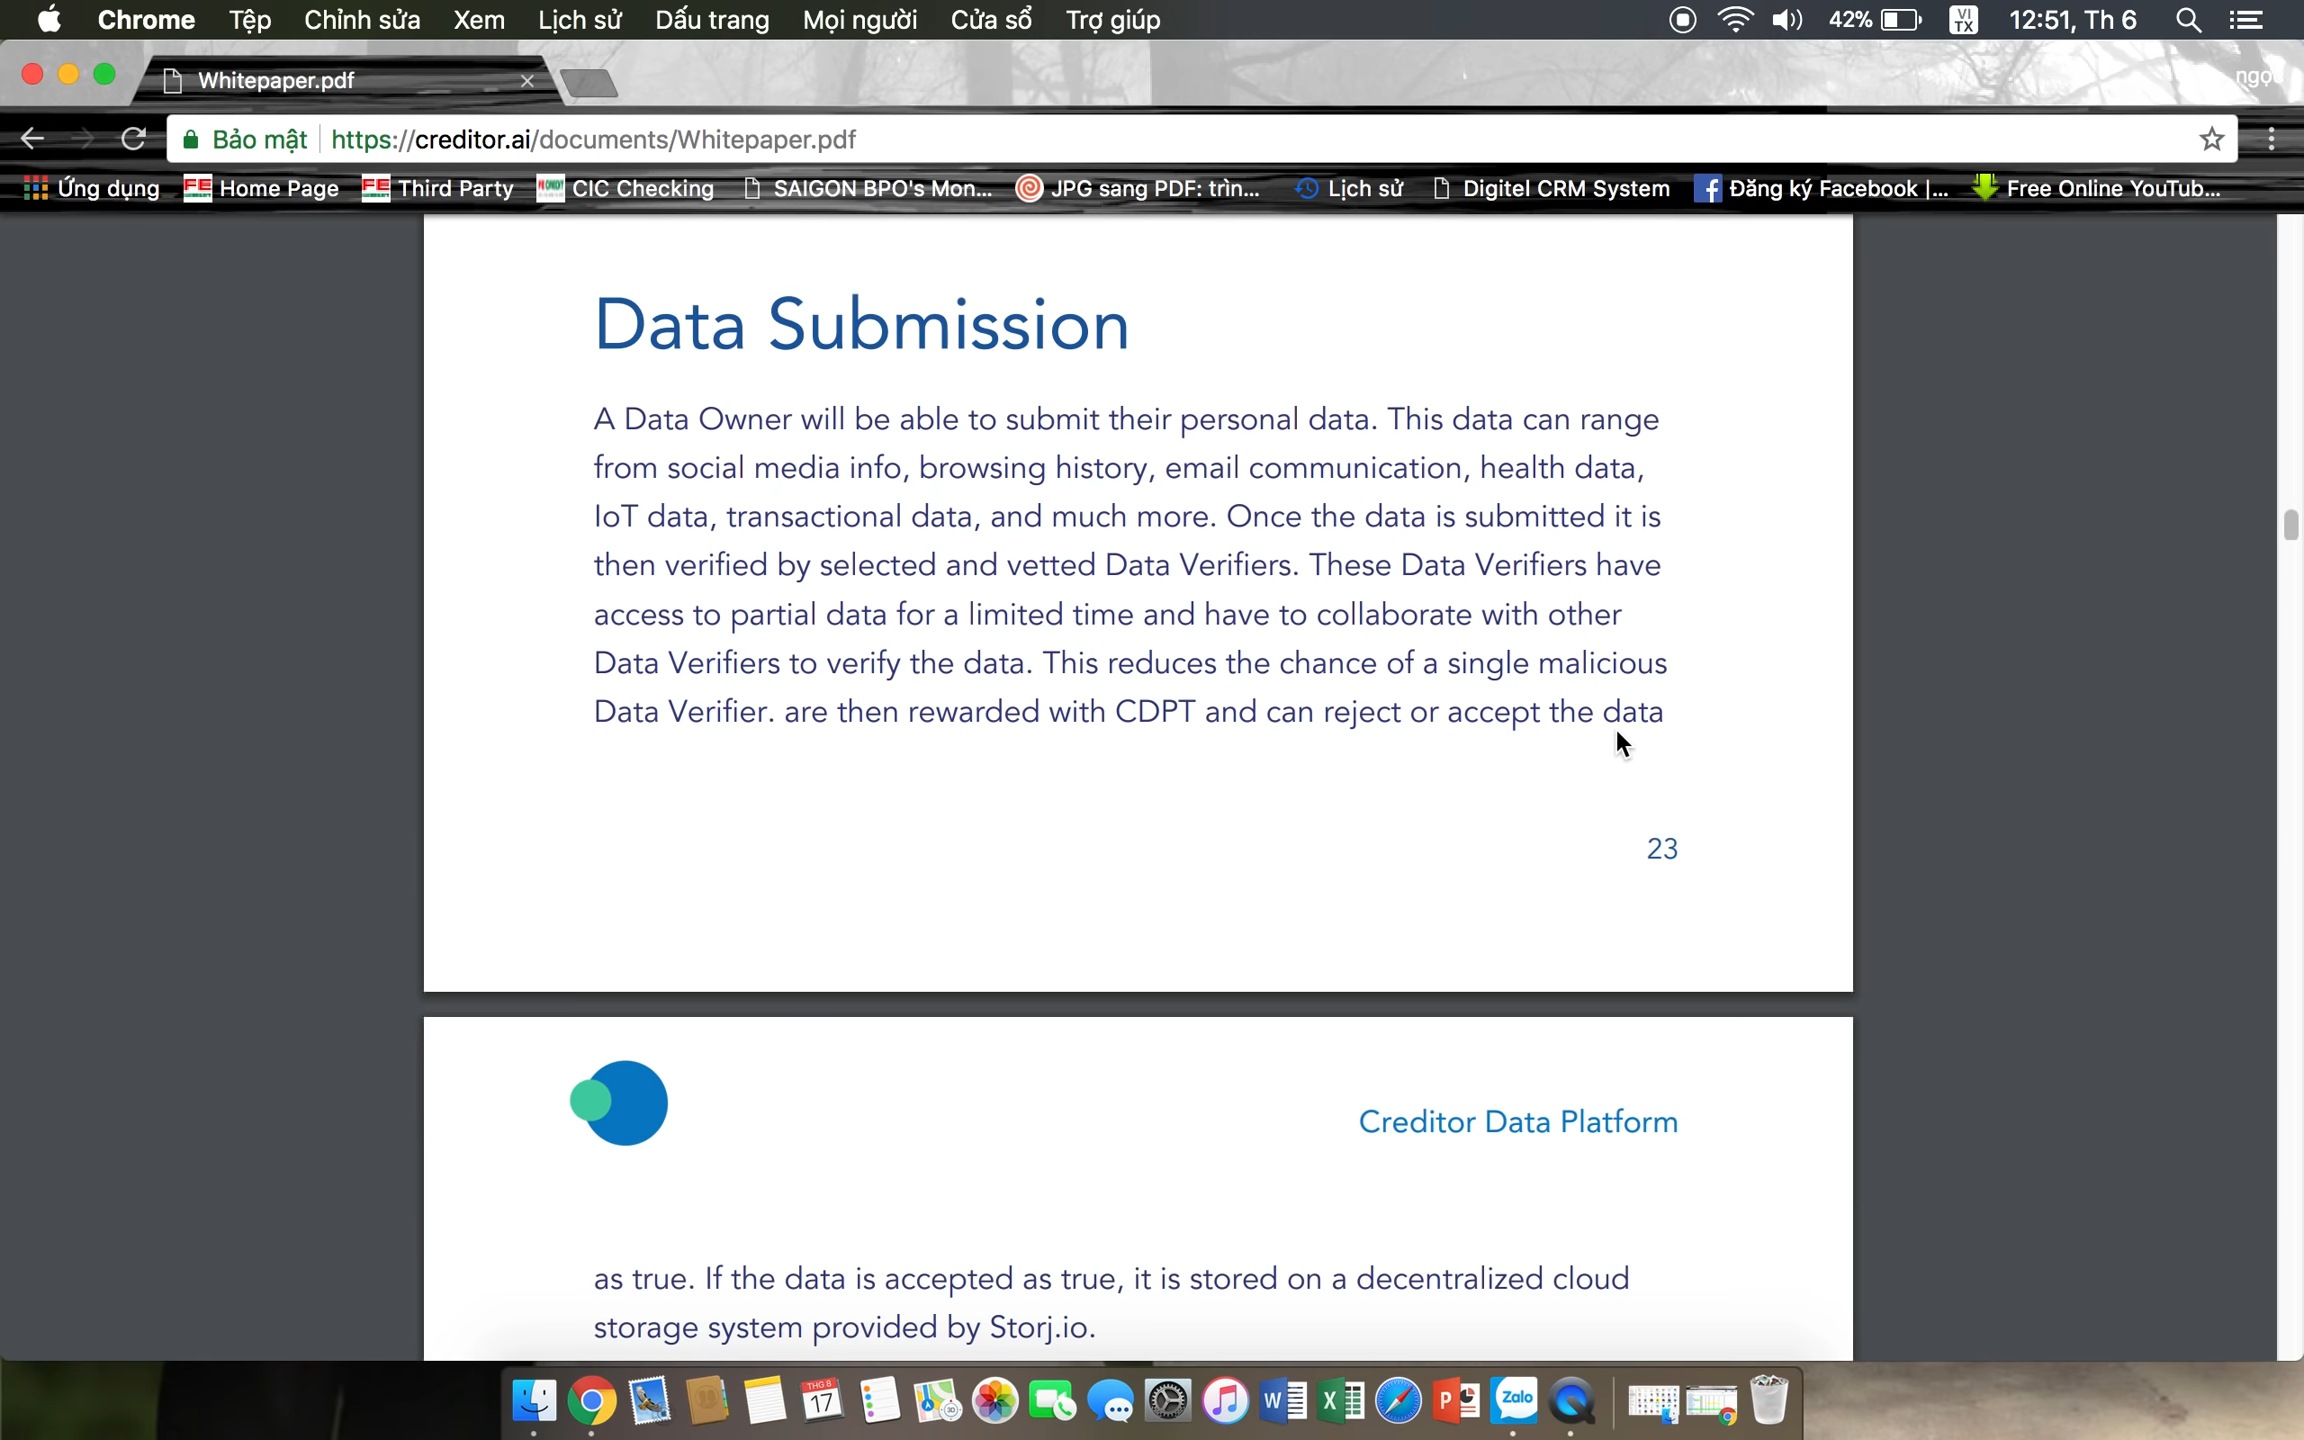 Chrome Tệp Chỉnh sửa Xem Lịch sử Dấu trang Mọi người Cửa sổ Trợ giúp 42% VI TX 12:51, Th 6
Whitepaper.pdf
Bảo mật https://creditor.ai/documents/Whitepaper.pdf
Ứng dụng FE Home Page FE Third Party CIC Checking SAIGON BPO's Mon... JPG sang PDF: trìn... Lịch sử Digitel CRM System Đăng ký Facebook |... Free Online YouTub...
Data Submission
A Data Owner will be able to submit their personal data. This data can range
from social media info, browsing history, email communication, health data,
IoT data, transactional data, and much more. Once the data is submitted it is
then verified by selected and vetted Data Verifiers. These Data Verifiers have
access to partial data for a limited time and have to collaborate with other
Data Verifiers to verify the data. This reduces the chance of a single malicious
Data Verifier. are then rewarded with CDPT and can reject or accept the data
23
Creditor Data Platform
as true. If the data is accepted as true, it is stored on a decentralized cloud
storage system provided by Storj.io.
THG 8
17
3D
W X P Zalo